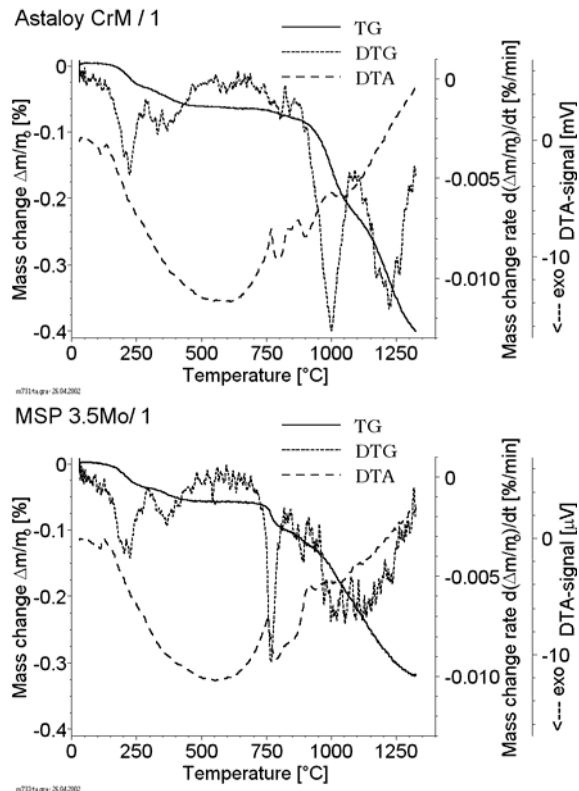 Astaloy CrM / 1
TG
DTG
DTA
0
-0.1
-0.2
-0.3
-0.4
Mass change Δm/m₀ [%]
0
-0.005
-0.010
Mass change rate d(Δm/m₀)/dt [%/min]
0
-10
<--- exo DTA-signal [mV]
0 250 500 750 1000 1250
Temperature [°C]
MSP 3.5Mo/ 1
TG
DTG
DTA
0
-0.1
-0.2
-0.3
-0.4
Mass change Δm/m₀ [%]
0
-0.005
-0.010
Mass change rate d(Δm/m₀)/dt [%/min]
0
-10
<--- exo DTA-signal [µV]
0 250 500 750 1000 1250
Temperature [°C]